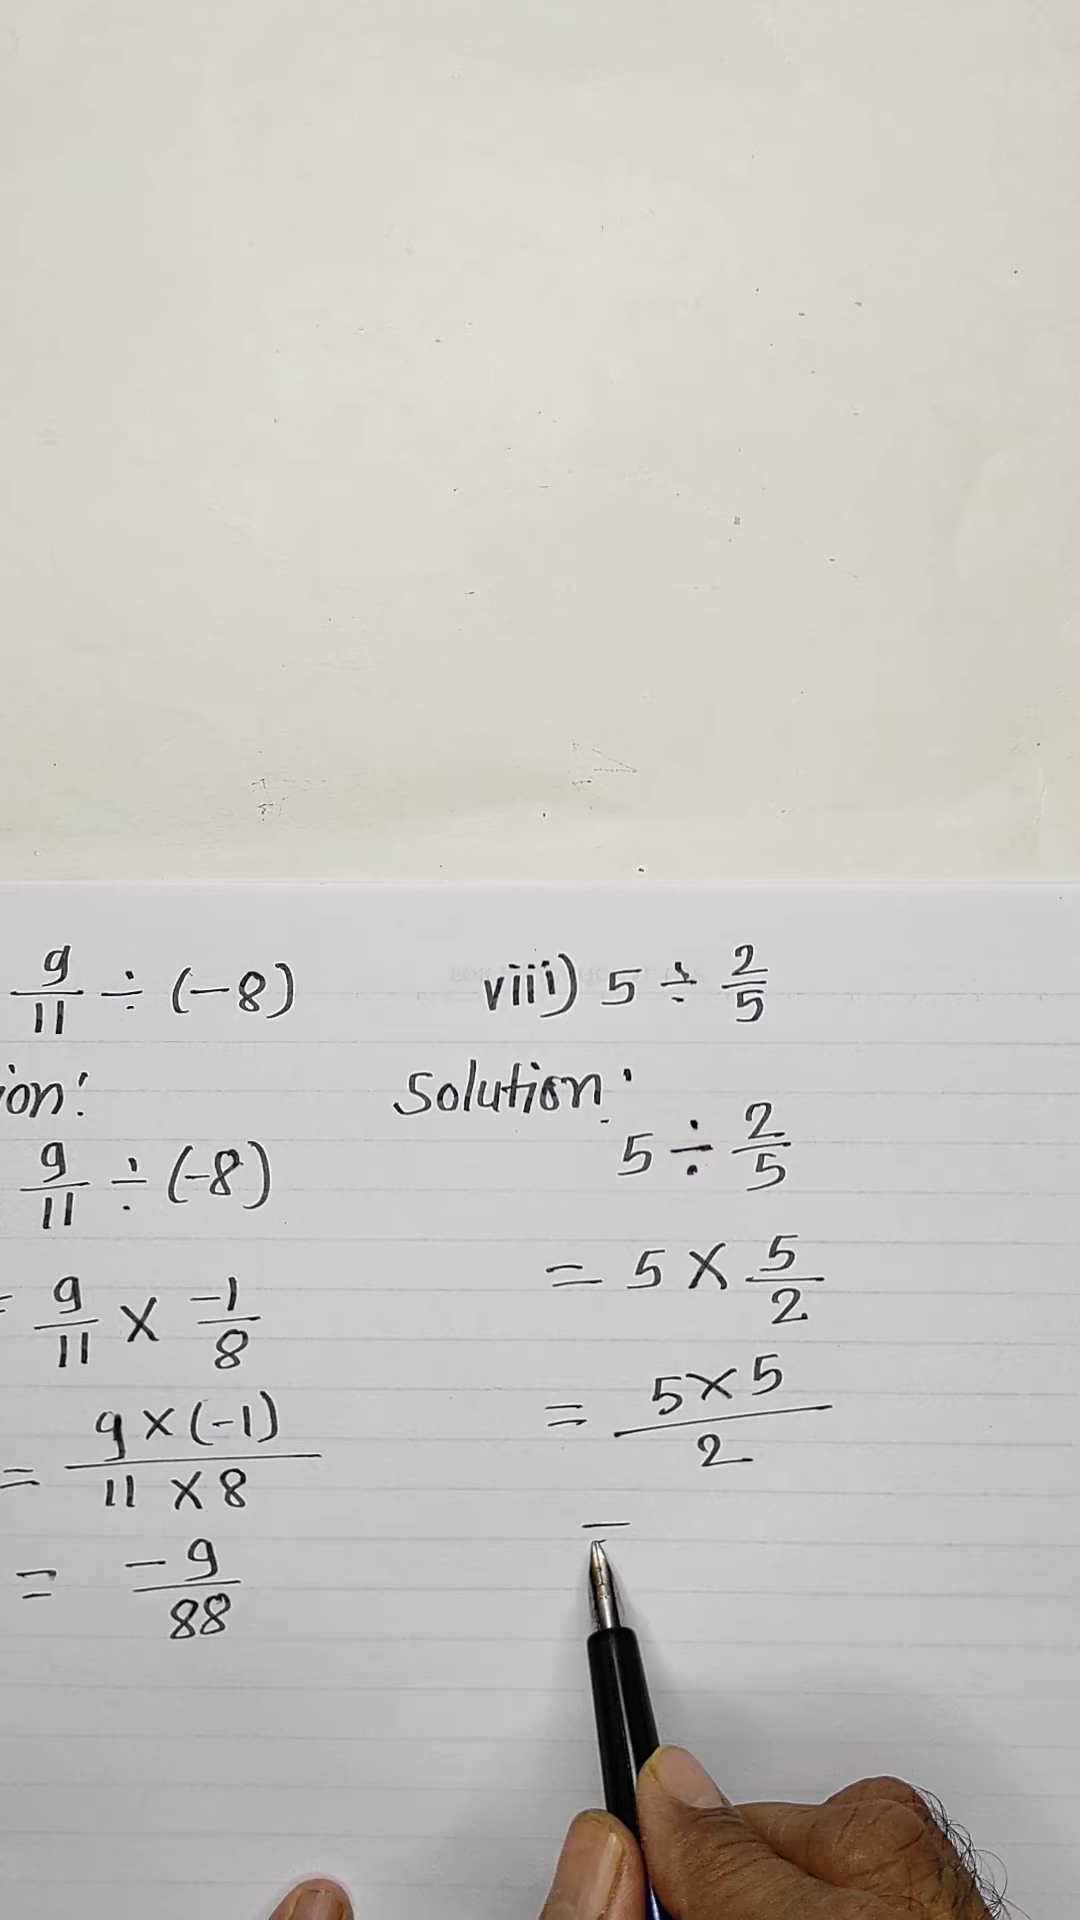 9/11 ÷ (-8)
ion:
9/11 ÷ (-8)
= 9/11 × -1/8
= 9×(-1)/11 × 8
= -9/88
viii) 5 ÷ 2/5
Solution:
5 ÷ 2/5
= 5 × 5/2
= 5×5/2